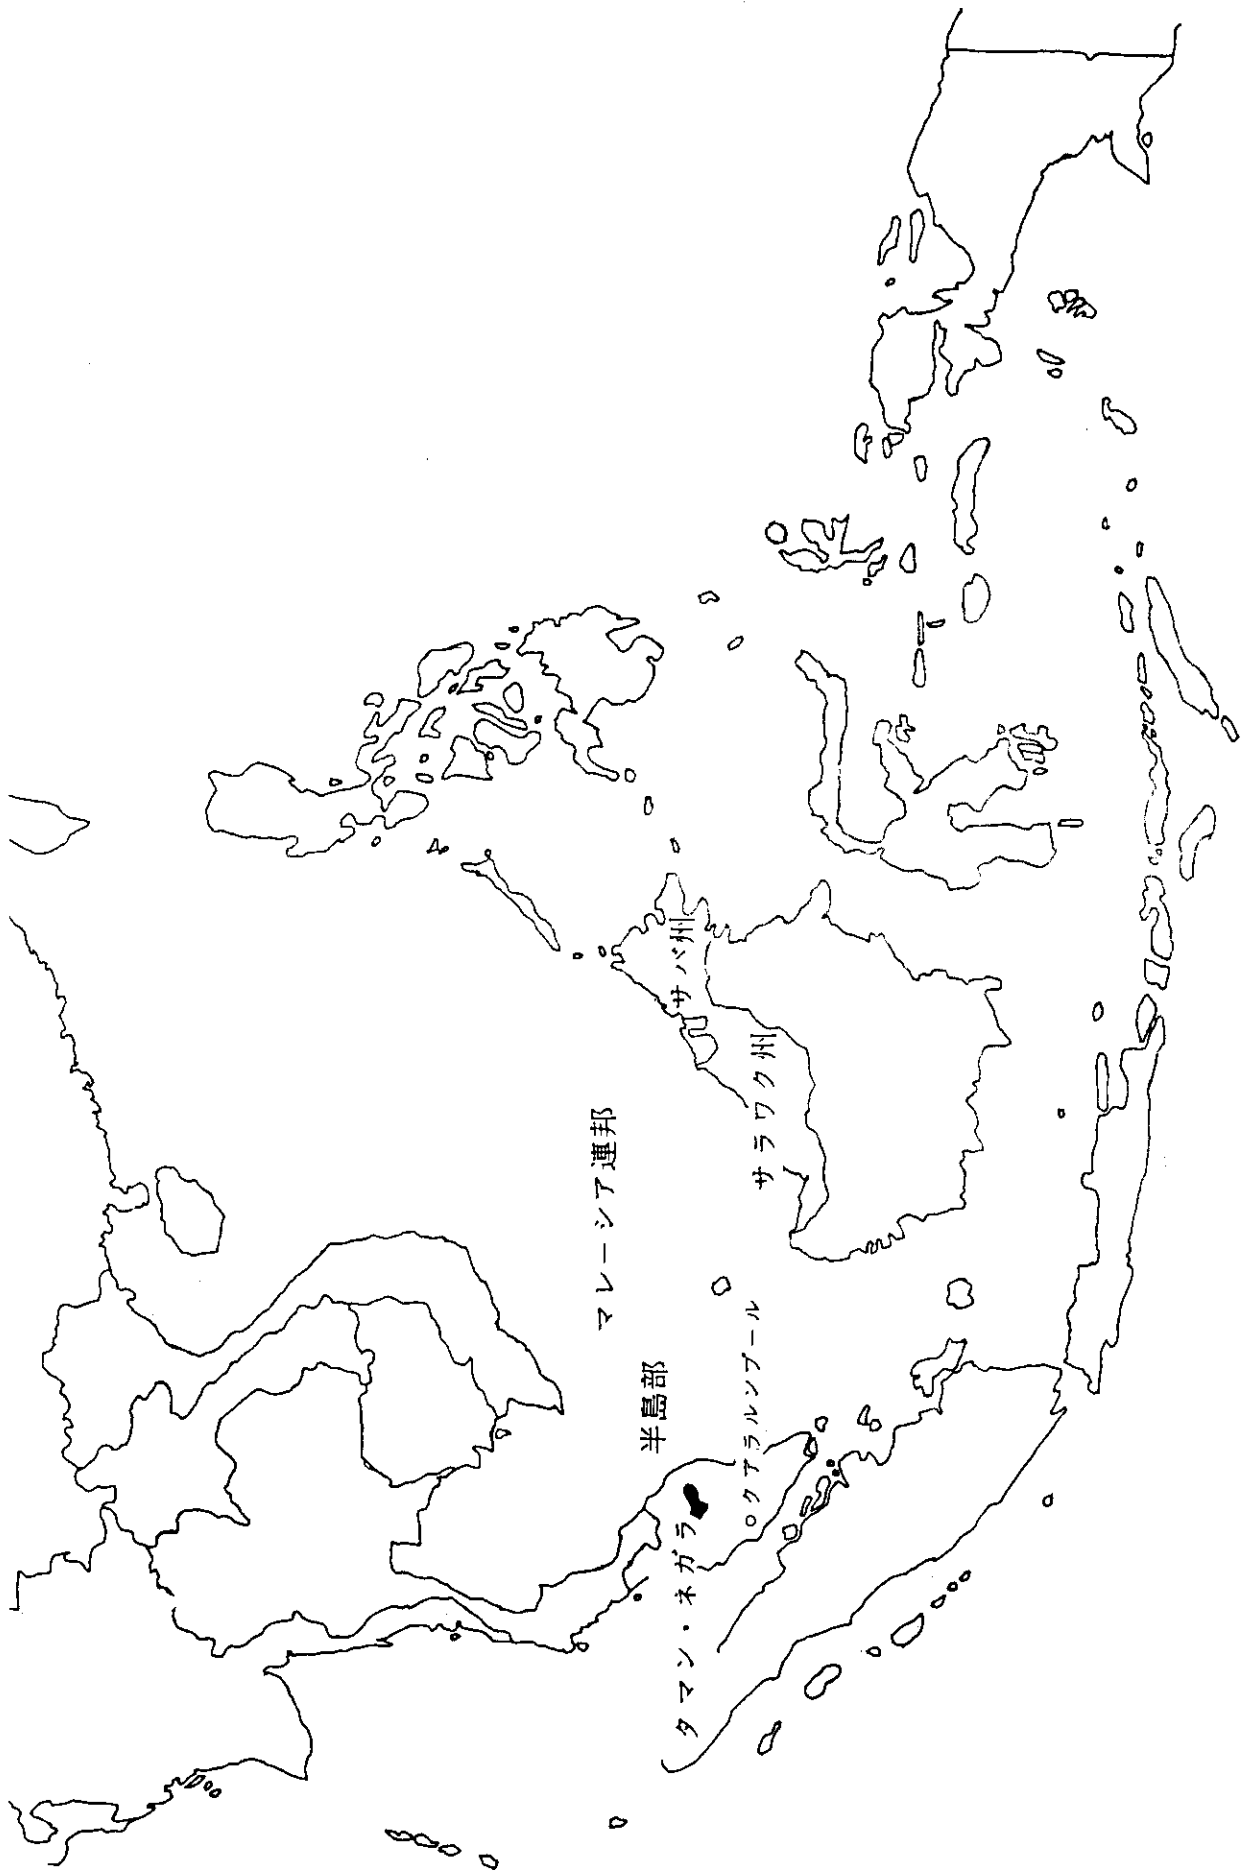 マレーシア連邦
半島部
サバ州
タマン・ネガラ
サラワク州
クアラルンプール